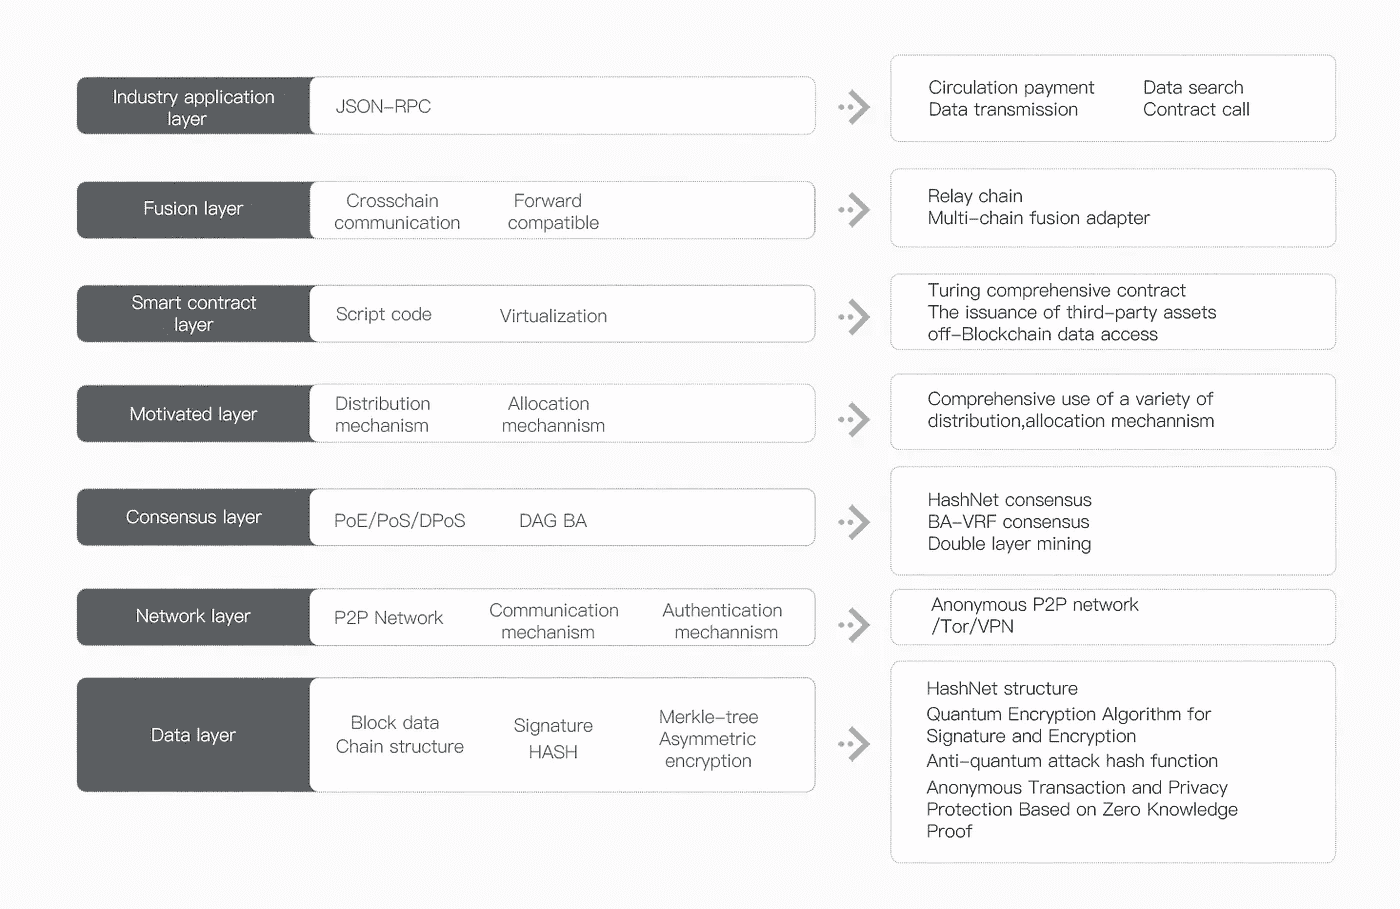 Industry application
layer
JSON-RPC
Circulation payment
Data search
Data transmission
Contract call
Fusion layer
Crosschain
communication
Forward
compatible
Relay chain
Multi-chain fusion adapter
Smart contract
layer
Script code
Virtualization
Turing comprehensive contract
The issuance of third-party assets
off-Blockchain data access
Motivated layer
Distribution
mechanism
Allocation
mechannism
Comprehensive use of a variety of
distribution,allocation mechannism
Consensus layer
PoE/PoS/DPoS
DAG BA
HashNet consensus
BA-VRF consensus
Double layer mining
Network layer
P2P Network
Communication
mechanism
Authentication
mechannism
Anonymous P2P network
/Tor/VPN
Data layer
Block data
Chain structure
Signature
HASH
Merkle-tree
Asymmetric
encryption
HashNet structure
Quantum Encryption Algorithm for
Signature and Encryption
Anti-quantum attack hash function
Anonymous Transaction and Privacy
Protection Based on Zero Knowledge
Proof